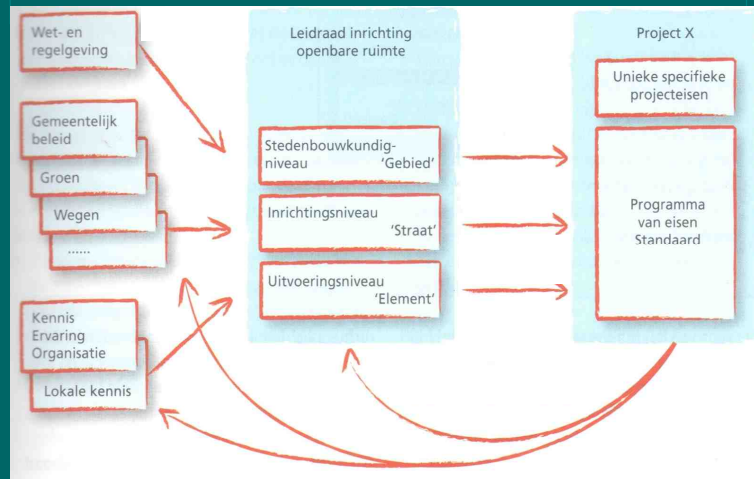 Wet- en
regelgeving
Gemeentelijk
beleid
Groen
Wegen
......
Kennis
Ervaring
Organisatie
Lokale kennis
Leidraad inrichting
openbare ruimte
Stedenbouwkundig-
niveau 'Gebied'
Inrichtingsniveau
'Straat'
Uitvoeringsniveau
'Element'
Project X
Unieke specifieke
projecteisen
Programma
van eisen
Standaard